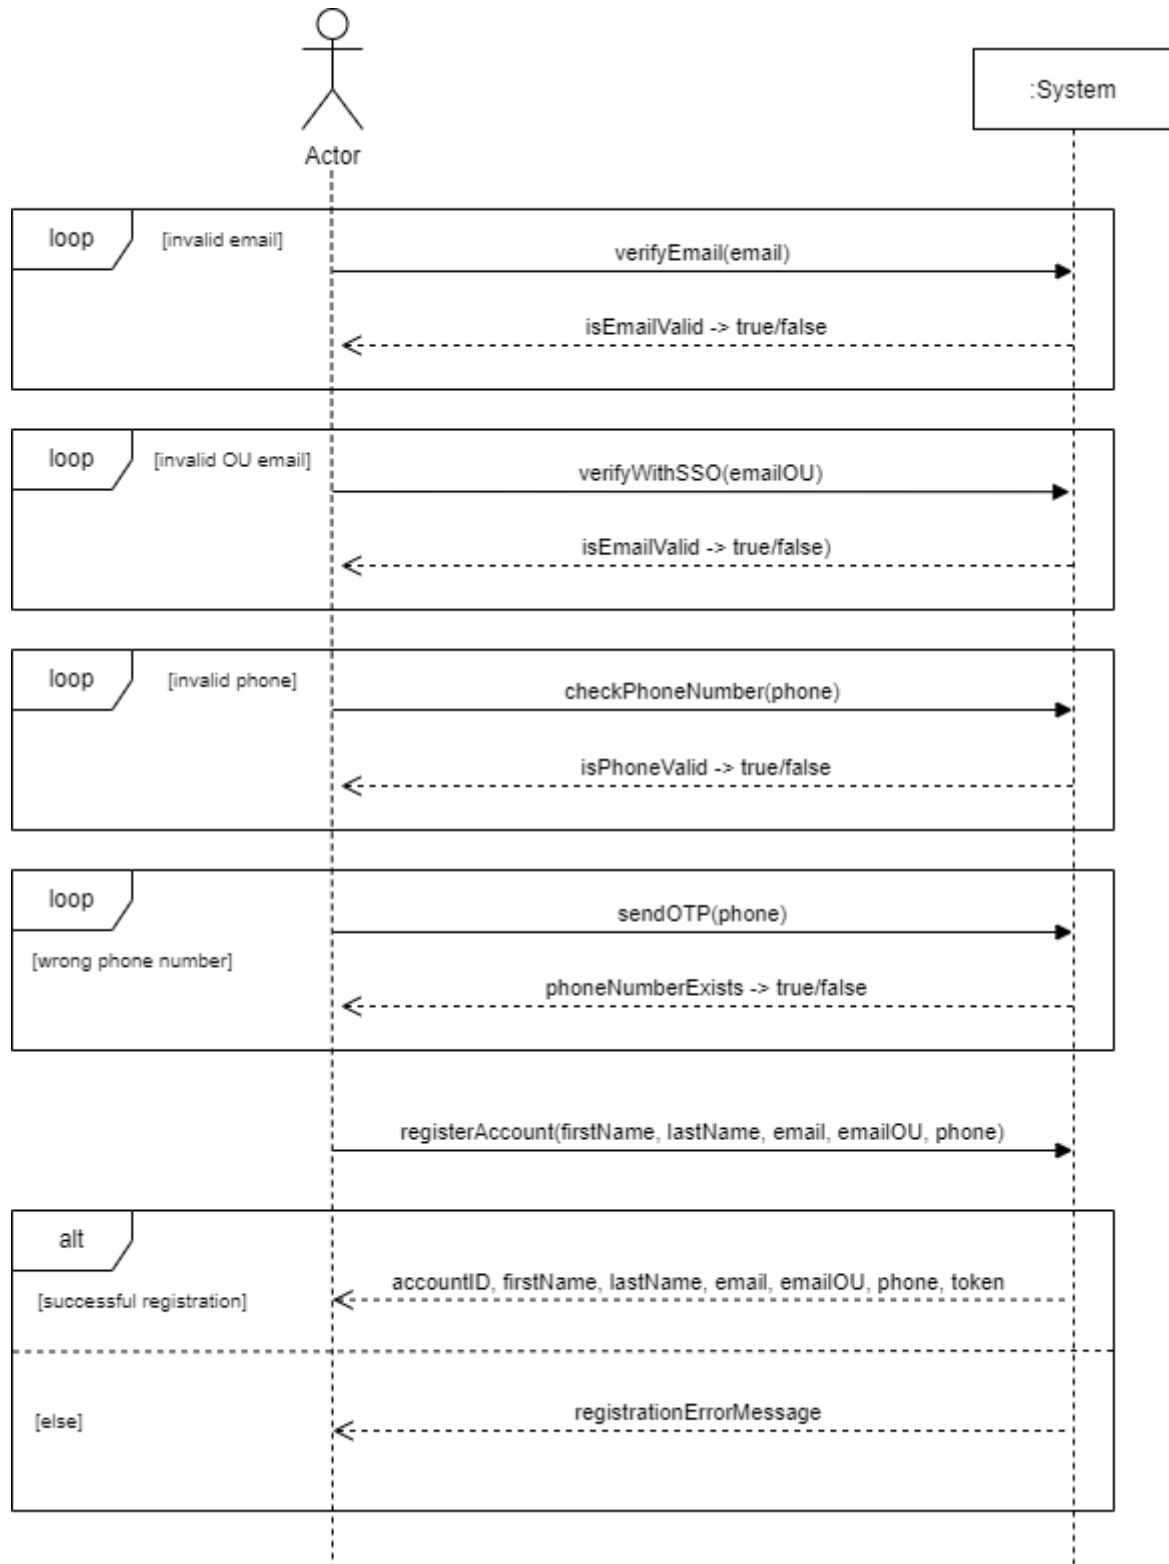 :System
Actor
loop
[invalid email]
verifyEmail(email)
isEmailValid -> true/false
loop
[invalid OU email]
verifyWithSSO(emailOU)
isEmailValid -> true/false)
loop
[invalid phone]
checkPhoneNumber(phone)
isPhoneValid -> true/false
loop
sendOTP(phone)
[wrong phone number]
phoneNumberExists -> true/false
registerAccount(firstName, lastName, email, emailOU, phone)
alt
accountID, firstName, lastName, email, emailOU, phone, token
[successful registration]
registrationErrorMessage
[else]